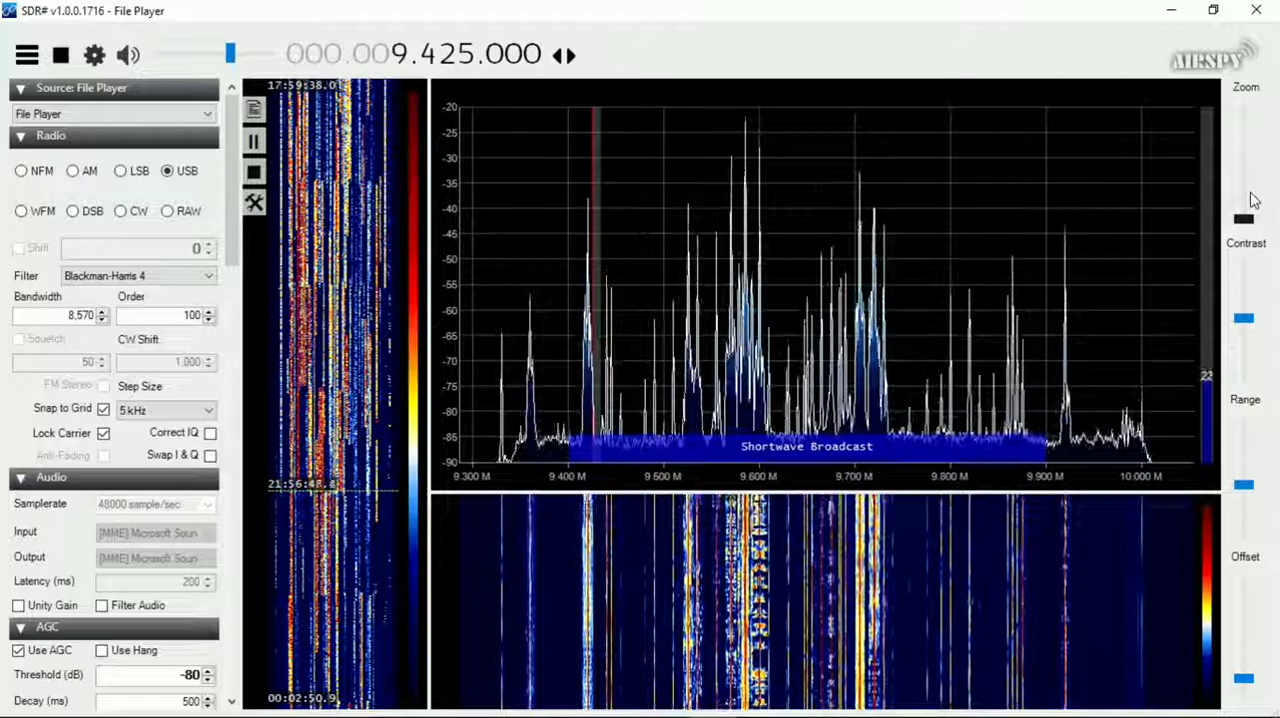 SDR# v1.0.0.1716 - File Player
000.009.425.000
AIRSPY
Source: File Player
File Player
Radio
NFM AM LSB USB
WFM DSB CW RAW
Shift 0
Filter Blackman-Harris 4
Bandwidth Order
8,570 100
Squelch CW Shift
50 1,000
FM Stereo Step Size
Snap to Grid 5 kHz
Lock Carrier Correct IQ
Anti-Fading Swap I & Q
Audio
Samplerate 48000 sample/sec
Input [MME] Microsoft Soun
Output [MME] Microsoft Soun
Latency (ms) 200
Unity Gain Filter Audio
AGC
Use AGC Use Hang
Threshold (dB) -80
Decay (ms) 500
17:59:38.0
21:56:48
00:02:50.9
-20
-25
-30
-35
-40
-45
-50
-55
-60
-65
-70
-75
-80
-85
-90
22
Shortwave Broadcast
9.300 M 9.400 M 9.500 M 9.600 M 9.700 M 9.800 M 9.900 M 10.000 M
Zoom
Contrast
Range
Offset